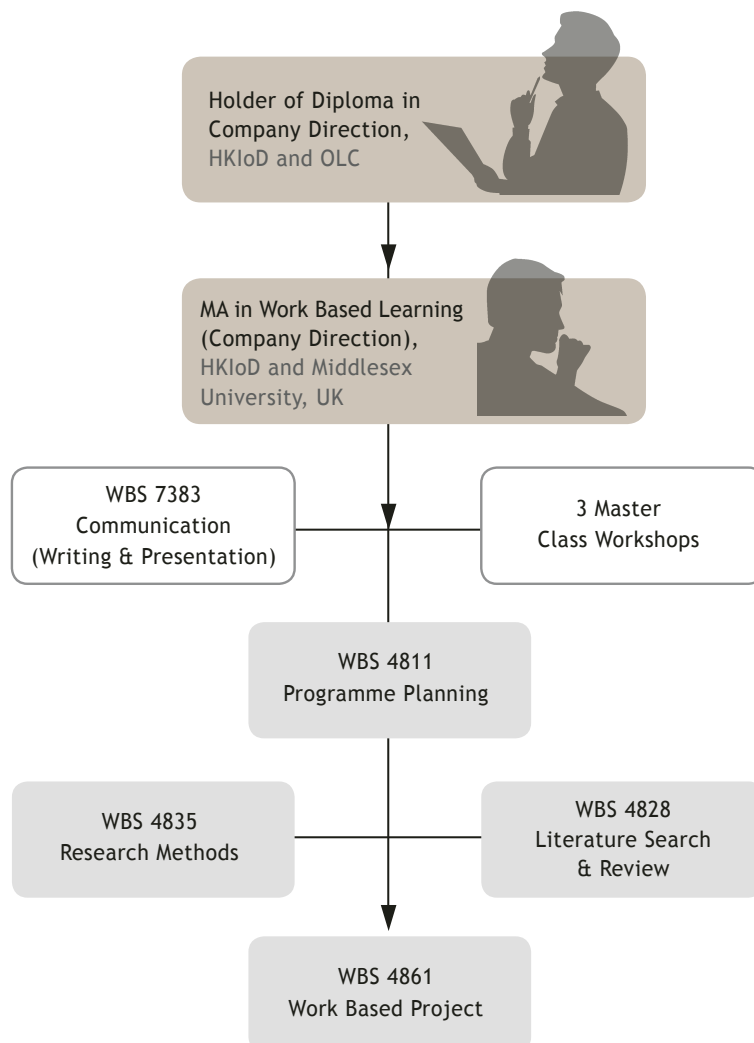 Holder of Diploma in
Company Direction,
HKIoD and OLC
MA in Work Based Learning
(Company Direction),
HKIoD and Middlesex
University, UK
WBS 7383
Communication
(Writing & Presentation)
3 Master
Class Workshops
WBS 4811
Programme Planning
WBS 4835
Research Methods
WBS 4828
Literature Search
& Review
WBS 4861
Work Based Project